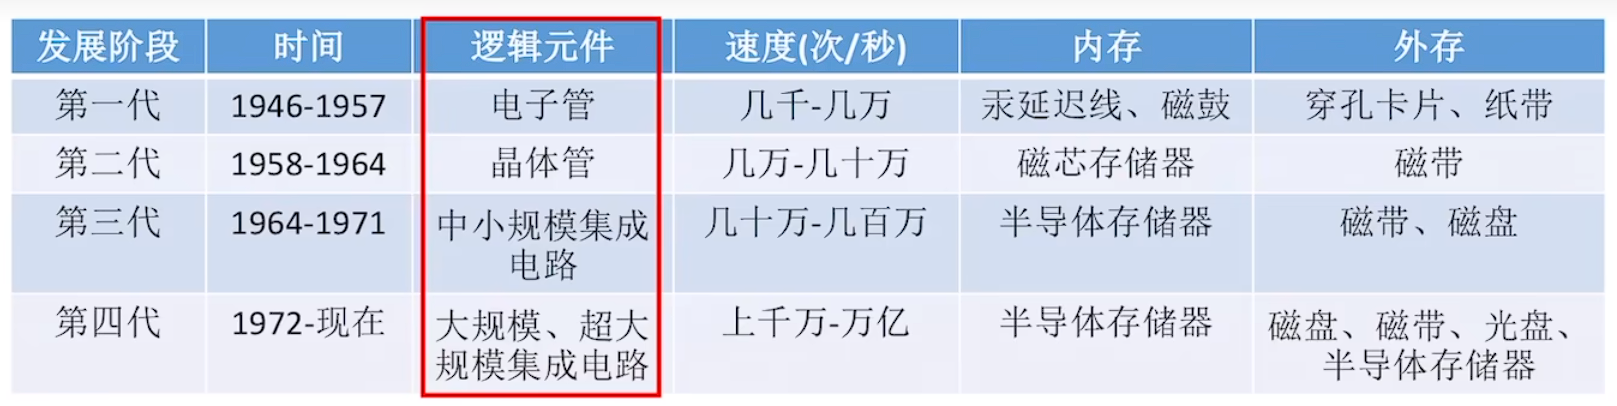 发展阶段 时间 逻辑元件 速度(次/秒) 内存 外存
第一代 1946-1957 电子管 几千-几万 汞延迟线、磁鼓 穿孔卡片、纸带
第二代 1958-1964 晶体管 几万-几十万 磁芯存储器 磁带
第三代 1964-1971 中小规模集成 几十万-几百万 半导体存储器 磁带、磁盘
电路
第四代 1972-现在 大规模、超大 上千万-万亿 半导体存储器 磁盘、磁带、光盘、
规模集成电路 半导体存储器